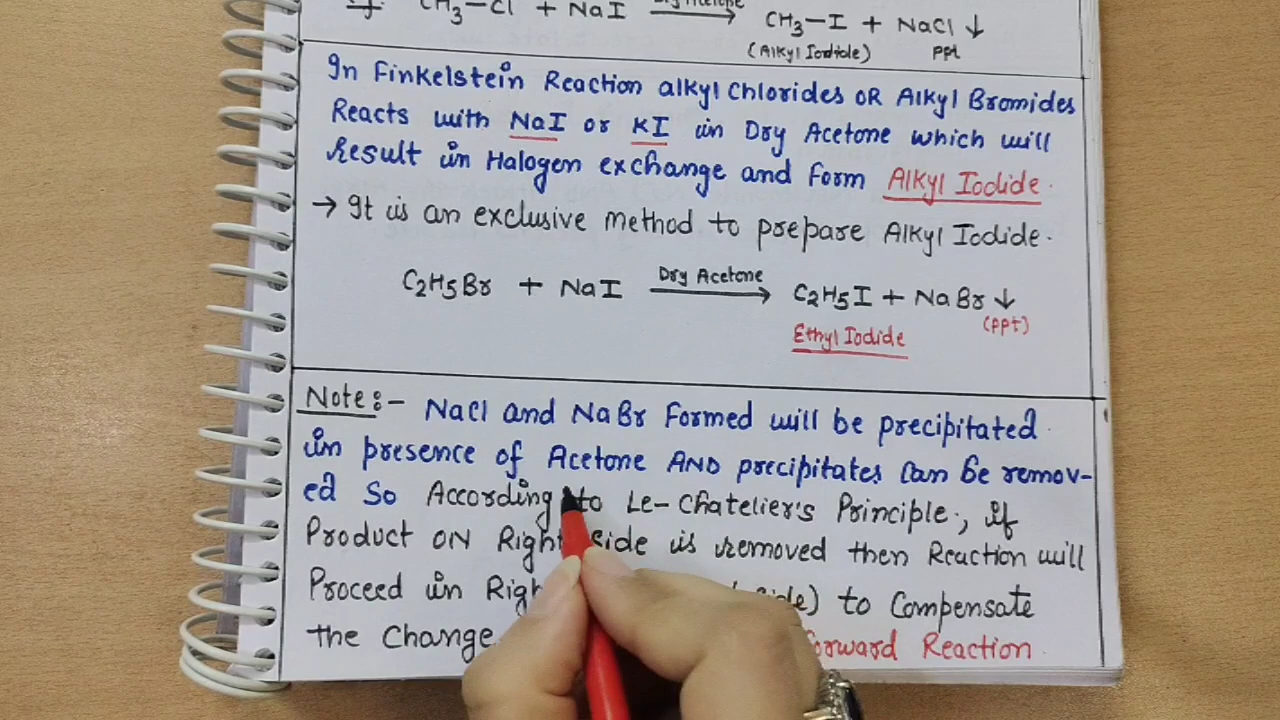 eg. CH3-Cl + NaI Dry Acetone → CH3-I + NaCl ↓
(Alkyl Iodide) ppt
In Finkelstein Reaction alkyl Chlorides OR Alkyl Bromides
Reacts with NaI or KI in Dry Acetone which will
Result in Halogen exchange and form Alkyl Iodide.
→ It is an exclusive method to prepare Alkyl Iodide.
C2H5Br + NaI Dry Acetone → C2H5I + NaBr ↓
Ethyl Iodide (ppt)
Note:- NaCl and NaBr Formed will be precipitated
in presence of Acetone AND precipitates can be remov-
ed So According to Le-Chatelier's Principle, if
Product ON Right Side is removed then Reaction will
Proceed in to Compensate
the Change Forward Reaction